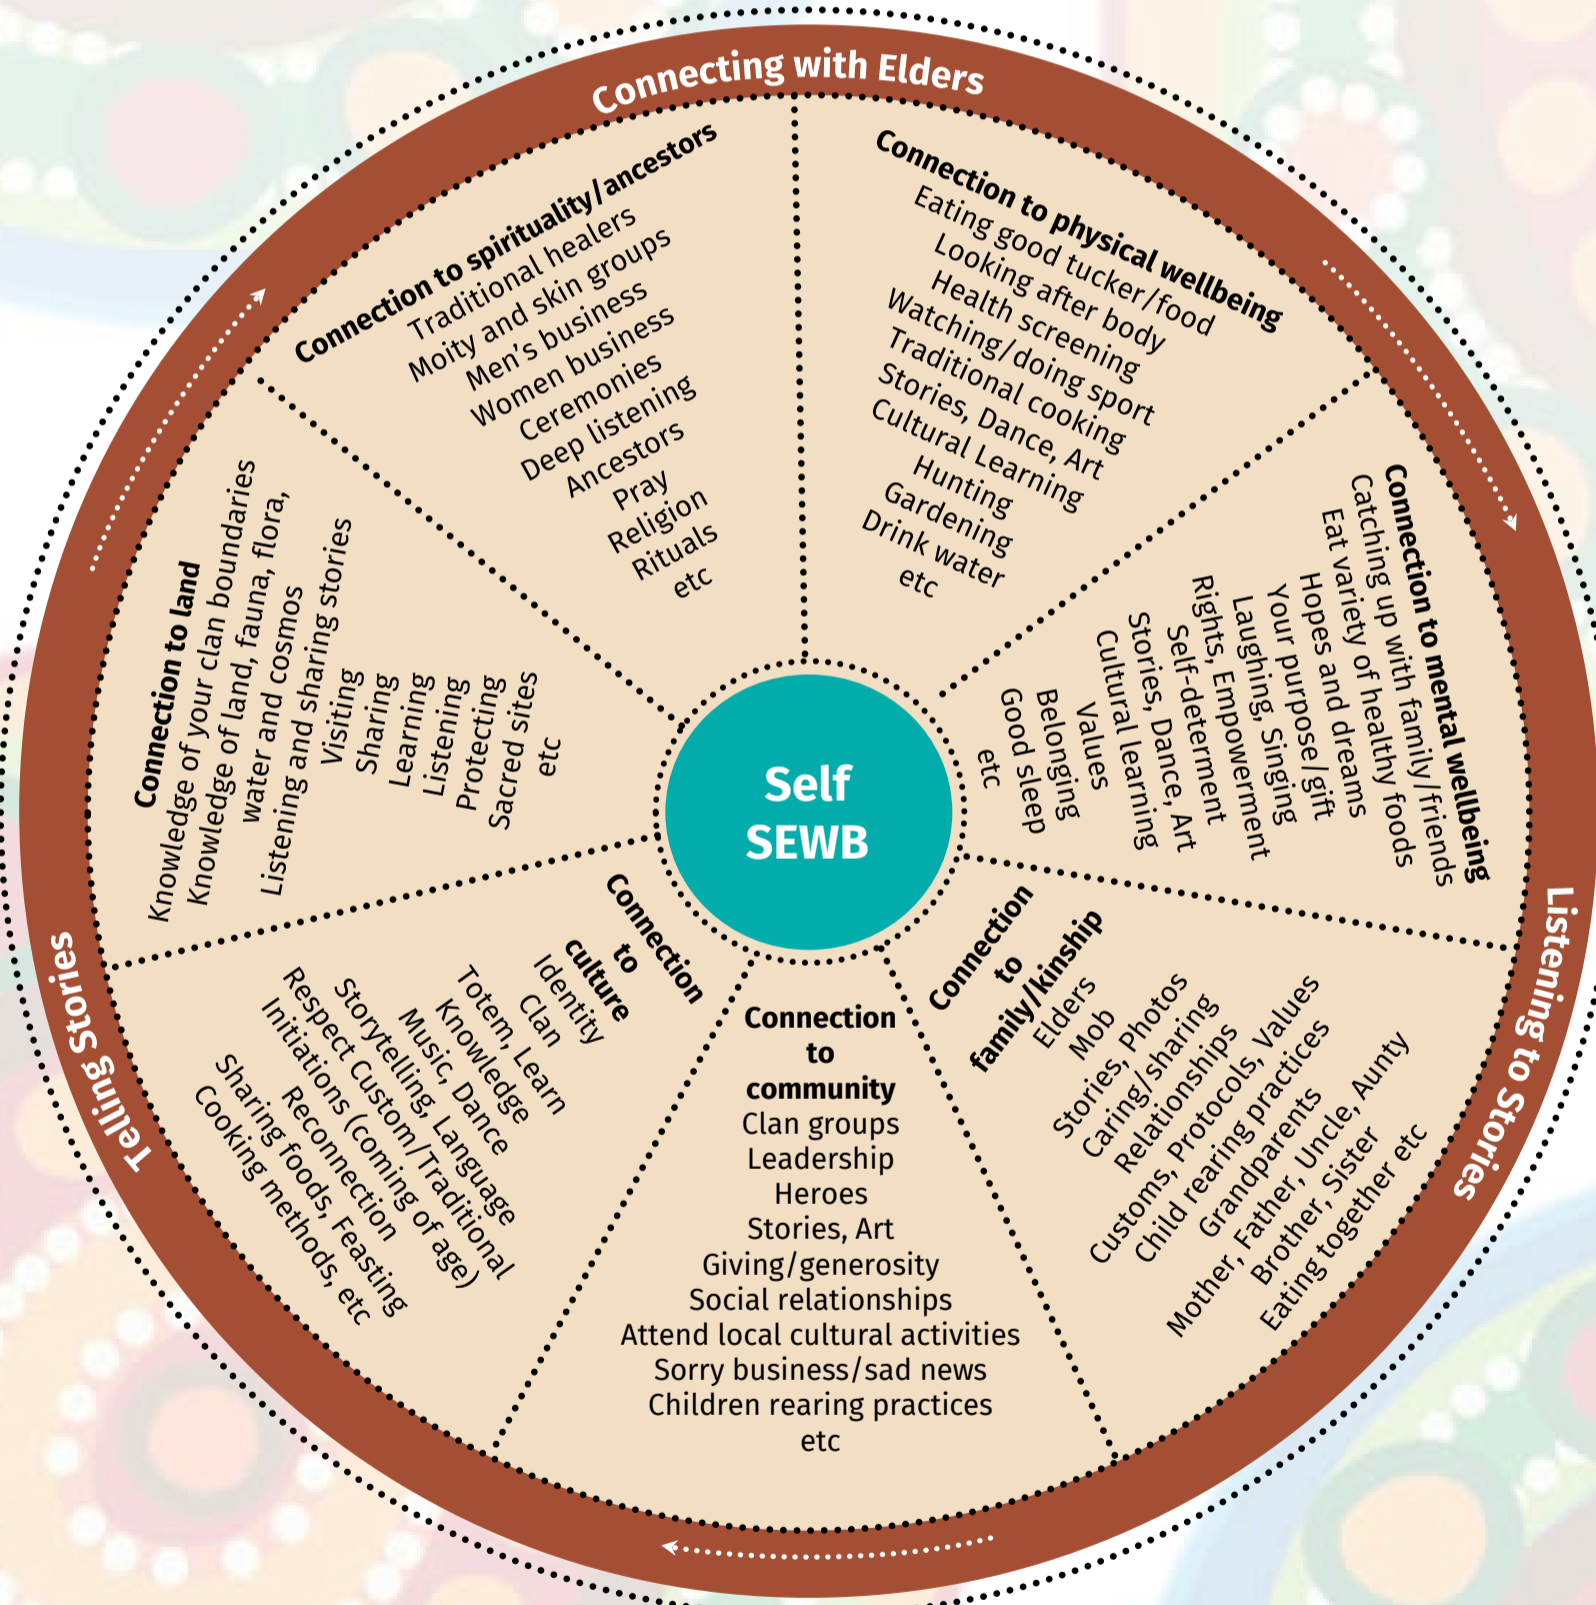 Connecting with Elders
Connection to physical wellbeing
Eating good tucker/food
Looking after body
Health screening
Watching/doing sport
Traditional cooking
Stories, Dance, Art
Cultural Learning
Hunting
Gardening
Drink water
etc
Connection to mental wellbeing
Catching up with family/friends
Eat variety of healthy foods
Hopes and dreams
Your purpose/gift
Laughing, Singing
Rights, Empowerment
Self-determent
Stories, Dance, Art
Cultural learning
Values
Belonging
Good sleep
etc
Listening to Stories
Connection
to
family/kinship
Elders
Mob
Stories, Photos
Caring/sharing
Relationships
Customs, Protocols, Values
Child rearing practices
Grandparents
Mother, Father, Uncle, Aunty
Brother, Sister
Eating together etc
Connection
to
community
Clan groups
Leadership
Heroes
Stories, Art
Giving/generosity
Social relationships
Attend local cultural activities
Sorry business/sad news
Children rearing practices
etc
Connection
to
culture
Identity
Clan
Totem, Learn
Knowledge
Music, Dance
Storytelling, Language
Respect Custom/Traditional
Initiations (coming of age)
Reconnection
Sharing foods, Feasting
Cooking methods, etc
Telling Stories
Connection to land
Knowledge of your clan boundaries
Knowledge of land, fauna, flora,
water and cosmos
Listening and sharing stories
Visiting
Sharing
Learning
Listening
Protecting
Sacred sites
etc
Connection to spirituality/ancestors
Traditional healers
Moity and skin groups
Men's business
Women business
Ceremonies
Deep listening
Ancestors
Pray
Religion
Rituals
etc
Self
SEWB